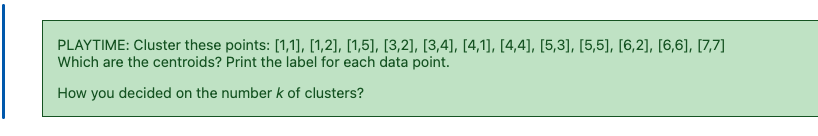 PLAYTIME: Cluster these points: [1,1], [1,2], [1,5], [3,2], [3,4], [4,1], [4,4], [5,3], [5,5], [6,2], [6,6], [7,7]
Which are the centroids? Print the label for each data point.
How you decided on the number k of clusters?